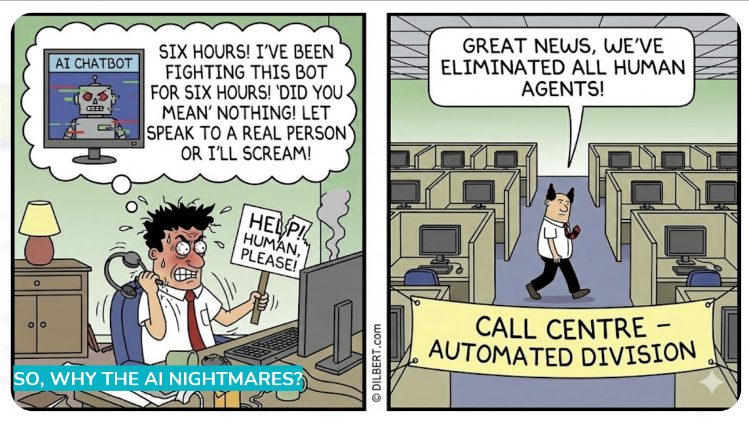 AI CHATBOT
SIX HOURS! I'VE BEEN
FIGHTING THIS BOT
FOR SIX HOURS! 'DID YOU
MEAN' NOTHING! LET
SPEAK TO A REAL PERSON
OR I'LL SCREAM!
HELP!
HUMAN,
PLEASE!
SO, WHY THE AI NIGHTMARES?
© DILBERT.com
GREAT NEWS, WE'VE
ELIMINATED ALL HUMAN
AGENTS!
CALL CENTRE –
AUTOMATED DIVISION